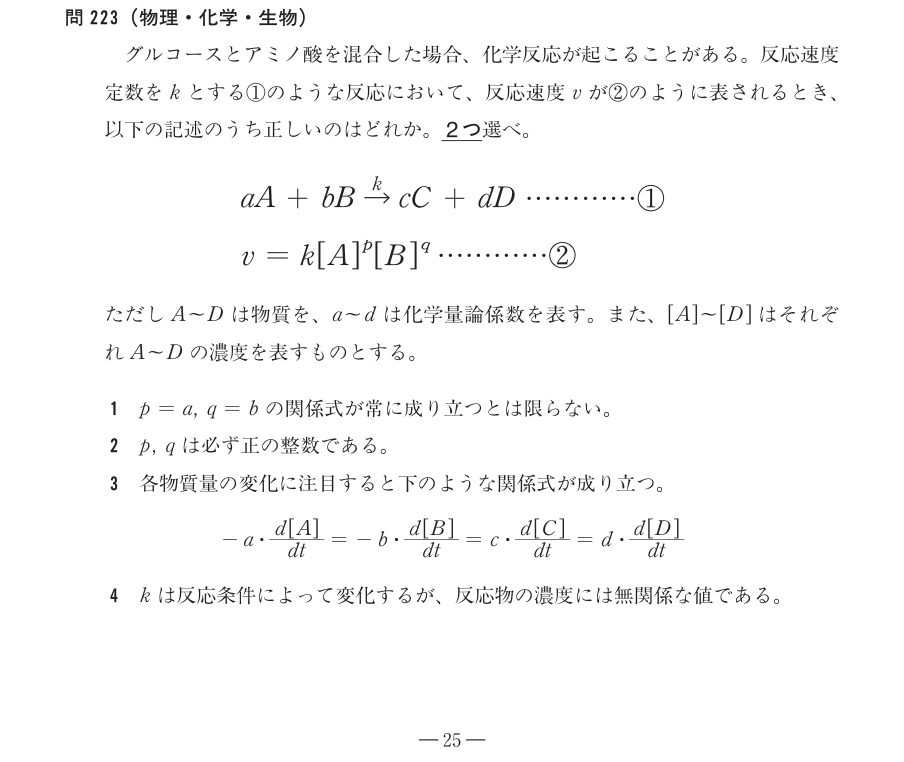 問 223（物理・化学・生物）
グルコースとアミノ酸を混合した場合、化学反応が起こることがある。反応速度
定数を k とする①のような反応において、反応速度 v が②のように表されるとき、
以下の記述のうち正しいのはどれか。２つ選べ。
aA + bB →^k cC + dD …………①
v = k[A]^p[B]^q …………②
ただし A～D は物質を、a～d は化学量論係数を表す。また、[A]～[D] はそれぞ
れ A～D の濃度を表すものとする。
1 p = a, q = b の関係式が常に成り立つとは限らない。
2 p, q は必ず正の整数である。
3 各物質量の変化に注目すると下のような関係式が成り立つ。
－a・d[A]/dt = －b・d[B]/dt = c・d[C]/dt = d・d[D]/dt
4 k は反応条件によって変化するが、反応物の濃度には無関係な値である。
― 25 ―